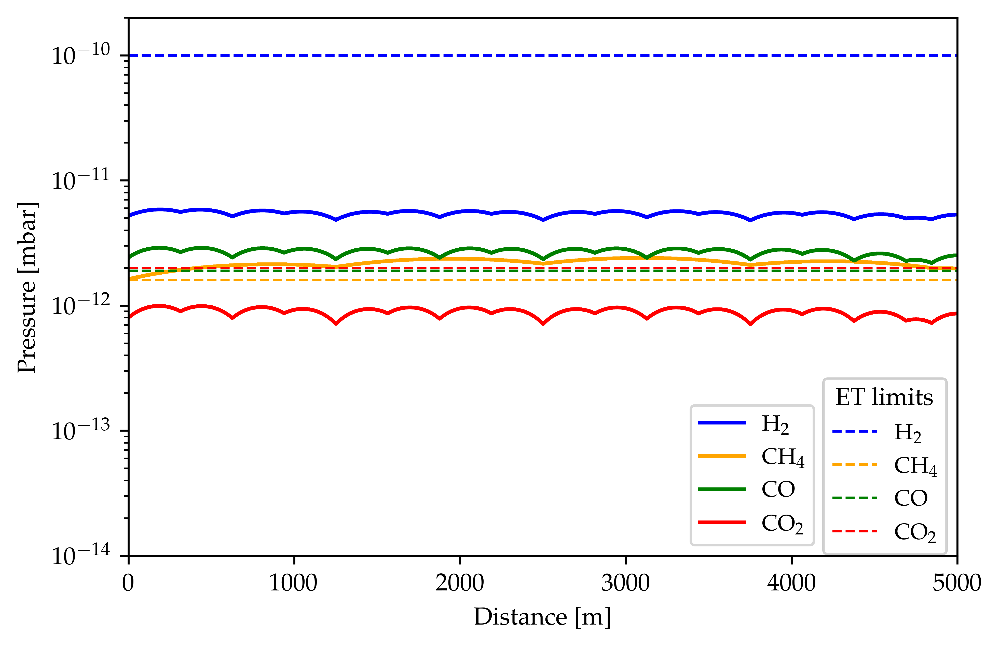 10⁻¹⁰
10⁻¹¹
10⁻¹²
10⁻¹³
10⁻¹⁴
Pressure [mbar]
0 1000 2000 3000 4000 5000
Distance [m]
H₂
CH₄
CO
CO₂
ET limits
H₂
CH₄
CO
CO₂